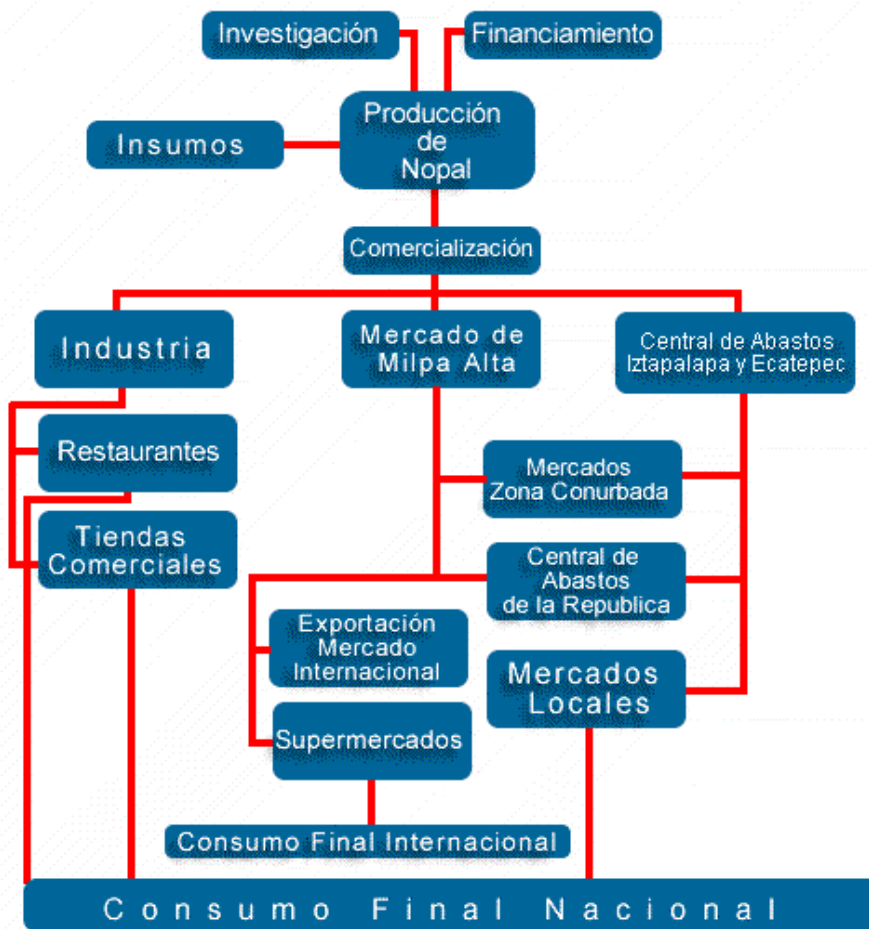 Investigación
Financiamiento
Producción
de
Nopal
Insumos
Comercialización
Industria
Mercado de
Milpa Alta
Central de Abastos
Iztapalapa y Ecatepec
Restaurantes
Mercados
Zona Conurbada
Tiendas
Comerciales
Central de
Abastos
de la Republica
Exportación
Mercado
Internacional
Mercados
Locales
Supermercados
Consumo Final Internacional
Consumo Final Nacional